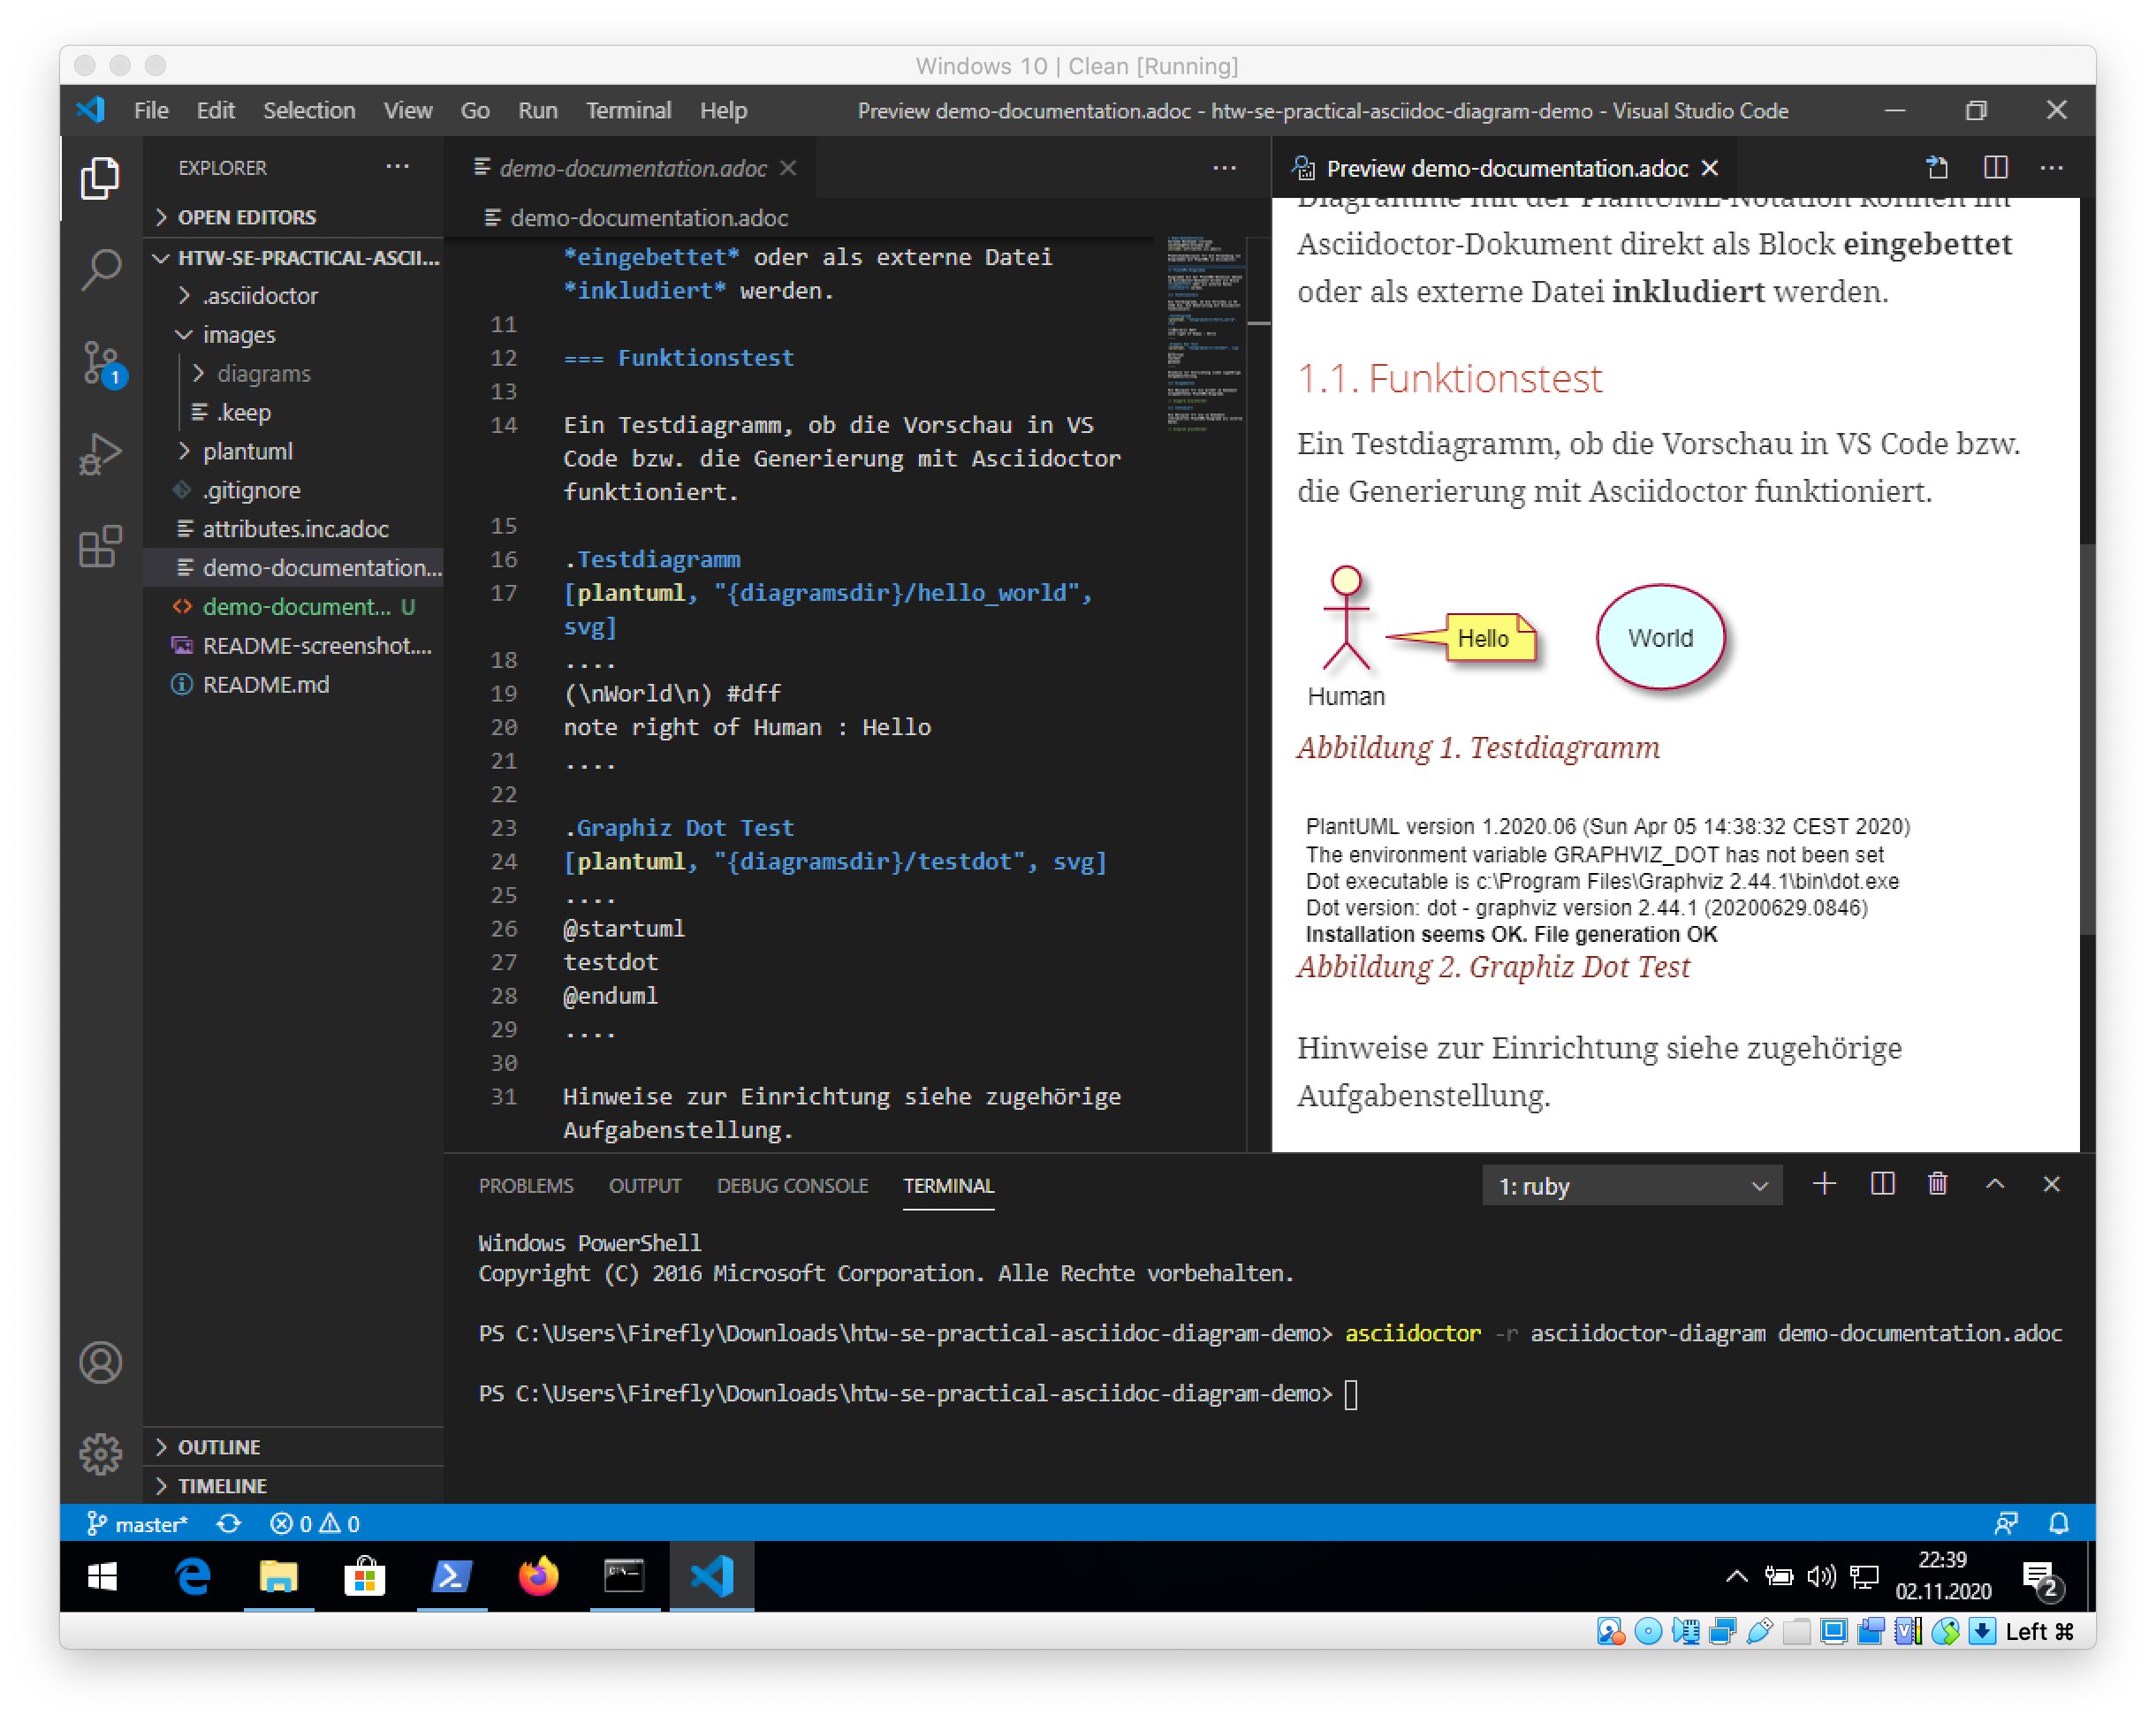 Windows 10 | Clean [Running]
File Edit Selection View Go Run Terminal Help
Preview demo-documentation.adoc - htw-se-practical-asciidoc-diagram-demo - Visual Studio Code
EXPLORER
OPEN EDITORS
HTW-SE-PRACTICAL-ASCII...
.asciidoctor
images
diagrams
.keep
plantuml
.gitignore
attributes.inc.adoc
demo-documentation...
demo-document... U
README-screenshot....
README.md
OUTLINE
TIMELINE
1
demo-documentation.adoc
demo-documentation.adoc
*eingebettet* oder als externe Datei
*inkludiert* werden.
11
12 === Funktionstest
13
14 Ein Testdiagramm, ob die Vorschau in VS
Code bzw. die Generierung mit Asciidoctor
funktioniert.
15
16 .Testdiagramm
17 [plantuml, "{diagramsdir}/hello_world",
svg]
18 ....
19 (\nWorld\n) #dff
20 note right of Human : Hello
21 ....
22
23 .Graphiz Dot Test
24 [plantuml, "{diagramsdir}/testdot", svg]
25 ....
26 @startuml
27 testdot
28 @enduml
29 ....
30
31 Hinweise zur Einrichtung siehe zugehörige
Aufgabenstellung.
Preview demo-documentation.adoc
Diagramme mit der PlantUML-Notation können im
Asciidoctor-Dokument direkt als Block eingebettet
oder als externe Datei inkludiert werden.
1.1. Funktionstest
Ein Testdiagramm, ob die Vorschau in VS Code bzw.
die Generierung mit Asciidoctor funktioniert.
Hello
World
Human
Abbildung 1. Testdiagramm
PlantUML version 1.2020.06 (Sun Apr 05 14:38:32 CEST 2020)
The environment variable GRAPHVIZ_DOT has not been set
Dot executable is c:\Program Files\Graphviz 2.44.1\bin\dot.exe
Dot version: dot - graphviz version 2.44.1 (20200629.0846)
Installation seems OK. File generation OK
Abbildung 2. Graphiz Dot Test
Hinweise zur Einrichtung siehe zugehörige
Aufgabenstellung.
PROBLEMS OUTPUT DEBUG CONSOLE TERMINAL
1: ruby
Windows PowerShell
Copyright (C) 2016 Microsoft Corporation. Alle Rechte vorbehalten.
PS C:\Users\Firefly\Downloads\htw-se-practical-asciidoc-diagram-demo> asciidoctor -r asciidoctor-diagram demo-documentation.adoc
PS C:\Users\Firefly\Downloads\htw-se-practical-asciidoc-diagram-demo>
master* 0 0
22:39
02.11.2020
2
Left ⌘